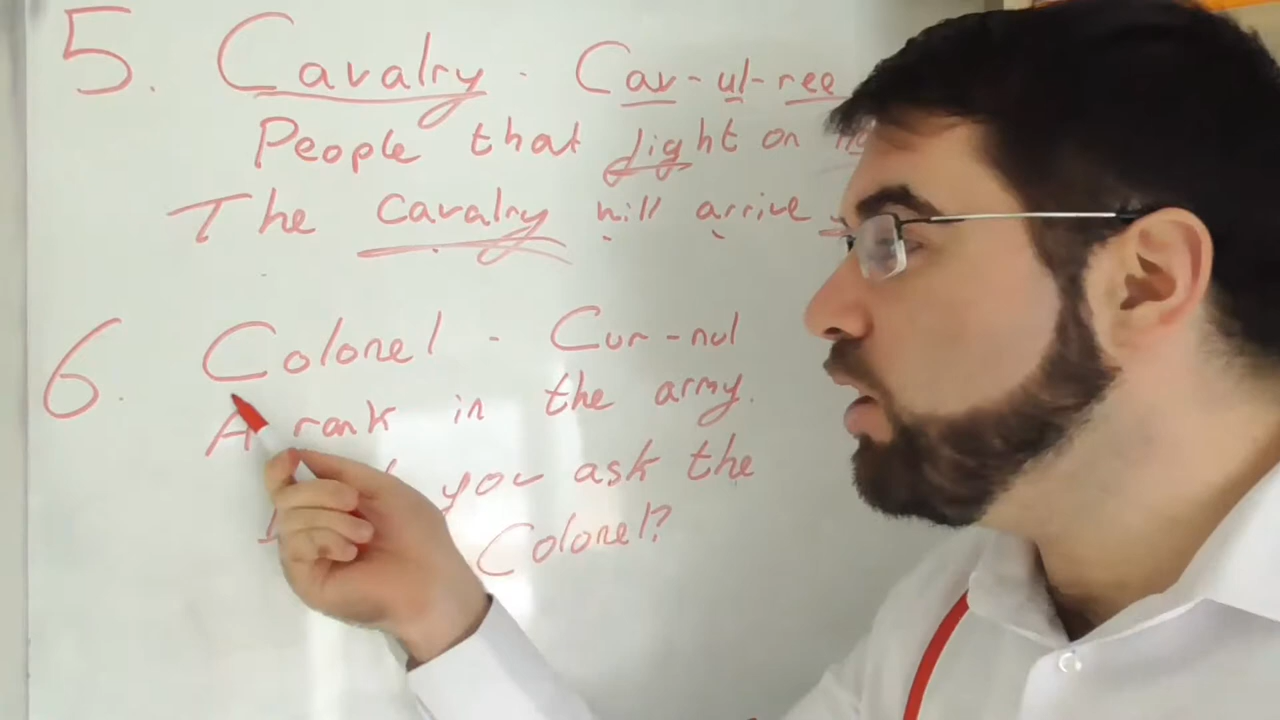 5. Cavalry - Cav-ul-ree
People that fight on
The cavalry will arrive
6. Colonel - Cur-nul
A rank in the army.
you ask the
Colonel?